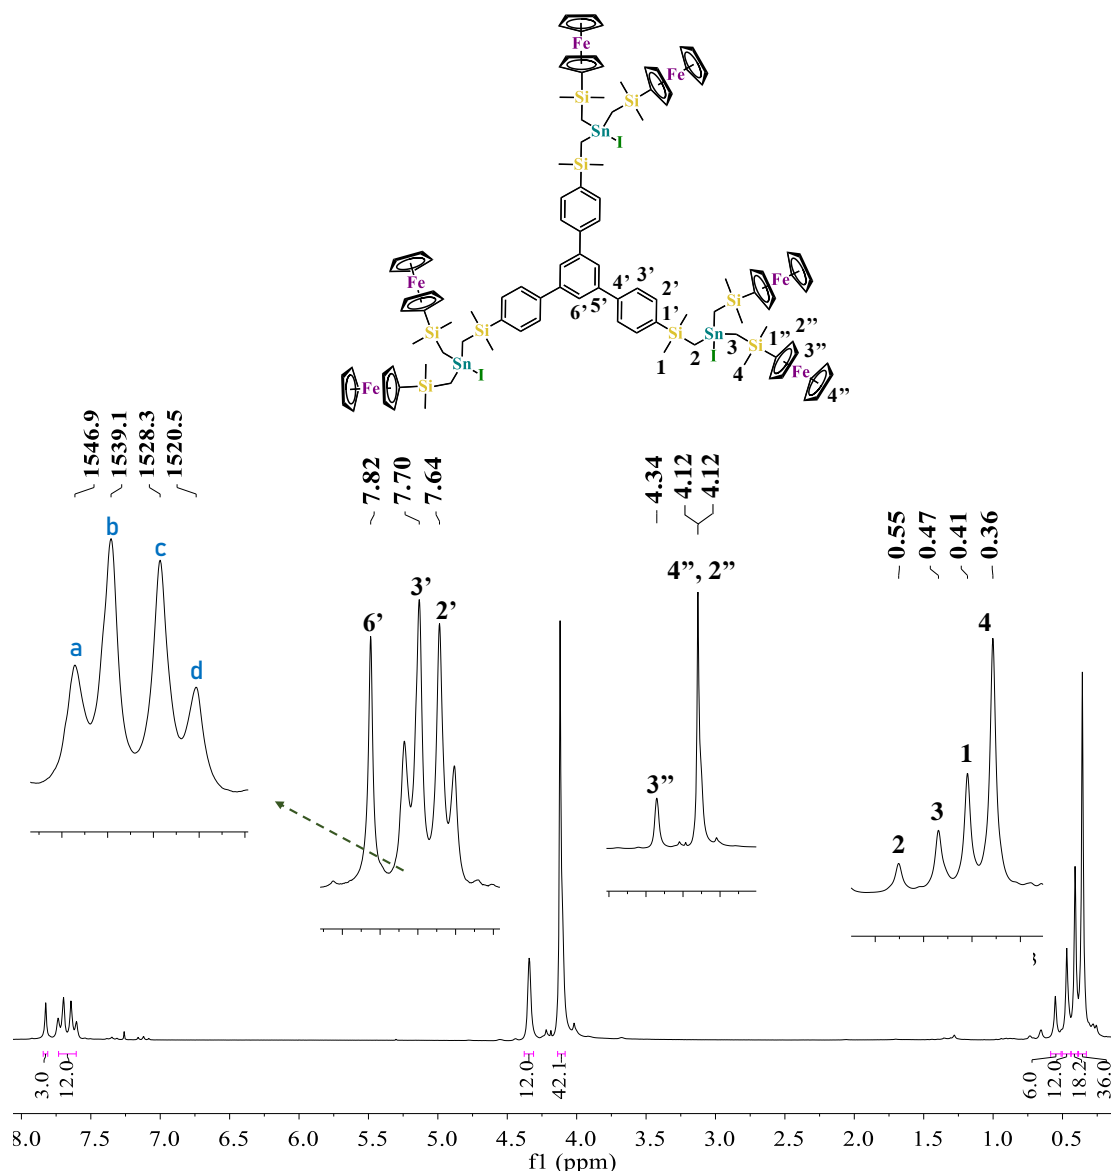 Fe
Fe
Si
Si
Sn
I
Si
Fe
3’
4’
2’
Fe
6’
5’
1’
Si
2”
Si
Si
Sn
3
Si
1”
3”
1
2
I
4
Fe
4”
Sn
I
Fe
Si
1546.9
1539.1
1528.3
1520.5
7.82
7.70
7.64
4.34
4.12
4.12
0.55
0.47
0.41
0.36
b
c
a
d
6’
3’
2’
4”, 2”
3”
4
1
3
2
3.0
12.0
12.0
42.1
6.0
12.0
18.2
36.0
8.0 7.5 7.0 6.5 6.0 5.5 5.0 4.5 4.0 3.5 3.0 2.5 2.0 1.5 1.0 0.5
f1 (ppm)